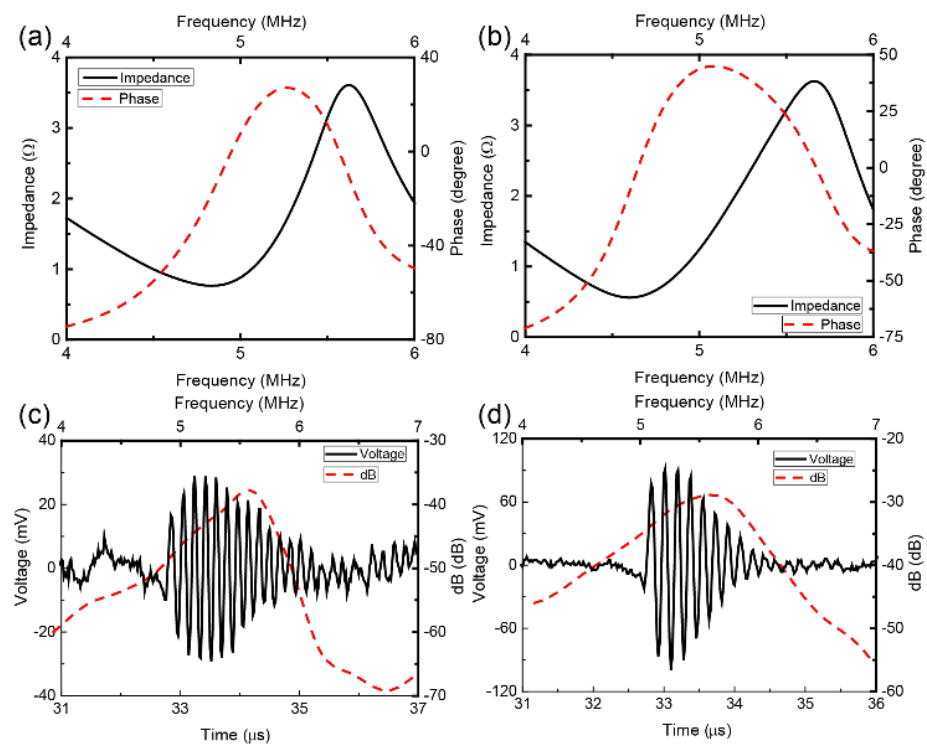 (a)
Frequency (MHz)
4 5 6
4 40
Impedance
Phase
3
0
Impedance (Ω)
Phase (degree)
2
-40
1
0 -80
4 5 6
Frequency (MHz)
(b)
Frequency (MHz)
4 5 6
4 50
25
3
0
Impedance (Ω)
Phase (degree)
2
-25
1
-50
Impedance
Phase
0 -75
4 5 6
Frequency (MHz)
(c)
Frequency (MHz)
4 5 6 7
40 -30
Voltage
dB
20 -40
Voltage (mV)
dB (dB)
0 -50
-20 -60
-40 -70
31 33 35 37
Time (μs)
(d)
Frequency (MHz)
4 5 6 7
120 -20
Voltage
dB
60 -30
Voltage (mV)
dB (dB)
0 -40
-60 -50
-120 -60
31 32 33 34 35 36
Time (μs)